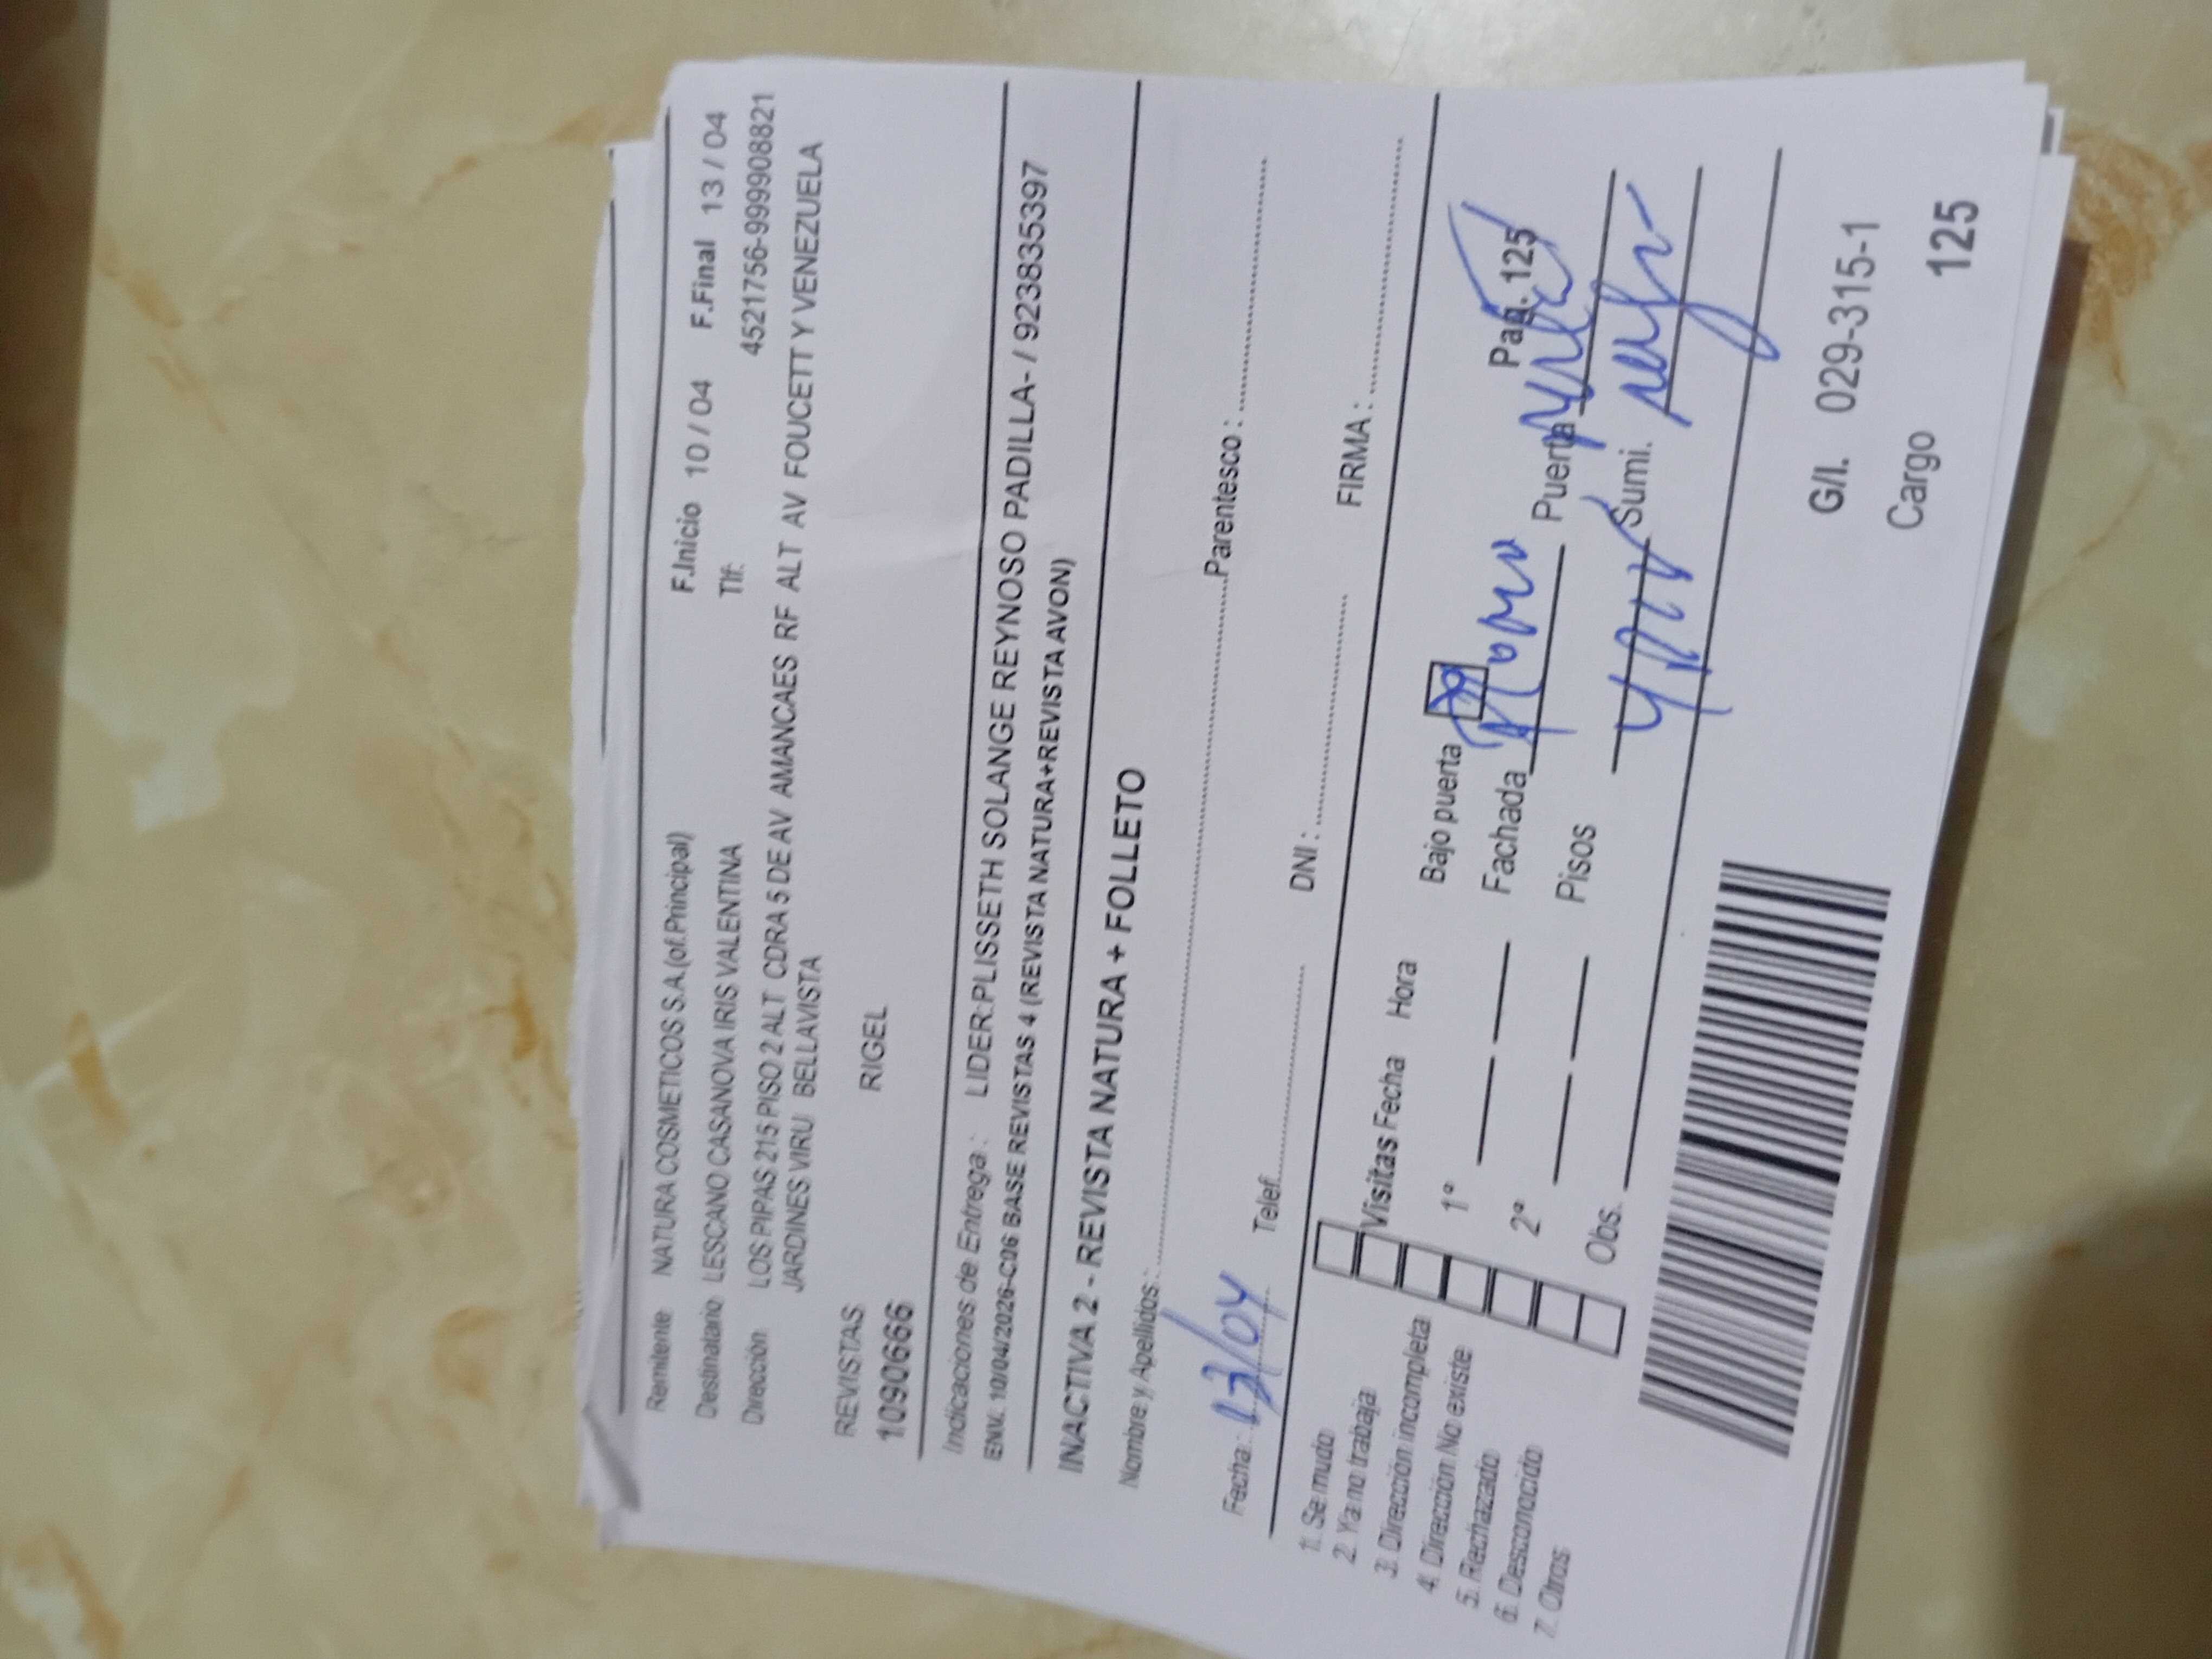 Remitente NATURA COSMETICOS S.A.(of.Principal) F.Inicio 10 / 04 F.Final 13 / 04
Destinatario LESCANO CASANOVA IRIS VALENTINA Tlf: 4521756-9999908821
Dirección LOS PIPAS 215 PISO 2 ALT CDRA 5 DE AV AMANCAES RF ALT AV FOUCETT Y VENEZUELA
JARDINES VIRU BELLAVISTA
REVISTAS RIGEL
1090666
Indicaciones de Entrega : LIDER:PLISSETH SOLANGE REYNOSO PADILLA- / 923835397
ENV. 10/04/2026-C06 BASE REVISTAS 4 (REVISTA NATURA+REVISTA AVON)
INACTIVA 2 - REVISTA NATURA + FOLLETO
Nombre y Apellidos: Parentesco :
Fecha: 13/04 Telef. DNI : FIRMA :
1. Se mudo
2. Ya no trabaja
3. Dirección incompleta
4. Dirección No existe
5. Rechazado
6. Desconocido
7. Otros
Visitas Fecha Hora Bajo puerta Paq. 125
1° Fachada Puerta
2° Pisos Sumi.
Obs.
G/I. 029-315-1
Cargo 125